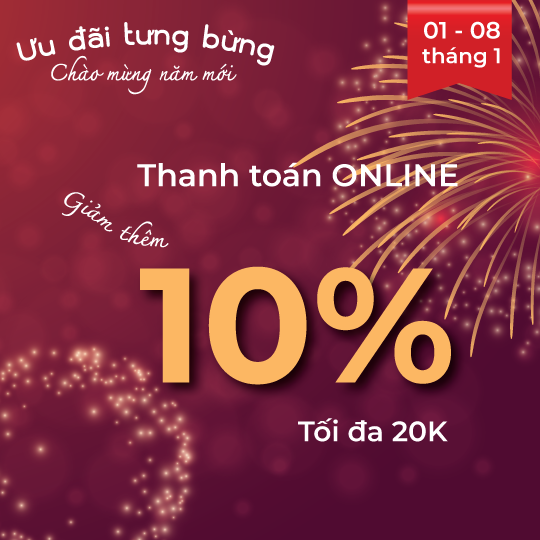 Ưu đãi tưng bừng
Chào mừng năm mới
01 - 08
tháng 1
Thanh toán ONLINE
Giảm thêm
10%
Tối đa 20K